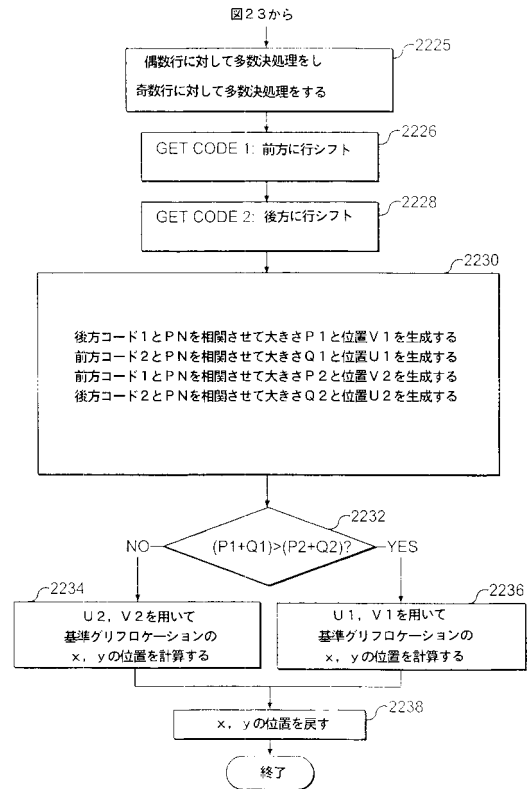 図23から
2225
偶数行に対して多数決処理をし
奇数行に対して多数決処理をする
2226
GET CODE 1: 前方に行シフト
2228
GET CODE 2: 後方に行シフト
2230
後方コード1とPNを相関させて大きさP1と位置V1を生成する
前方コード2とPNを相関させて大きさQ1と位置U1を生成する
前方コード1とPNを相関させて大きさP2と位置V2を生成する
後方コード2とPNを相関させて大きさQ2と位置U2を生成する
2232
NO
(P1+Q1)>(P2+Q2)?
YES
2234
U2，V2を用いて
基準グリフロケーションの
x，yの位置を計算する
2236
U1，V1を用いて
基準グリフロケーションの
x，yの位置を計算する
2238
x，yの位置を戻す
終了